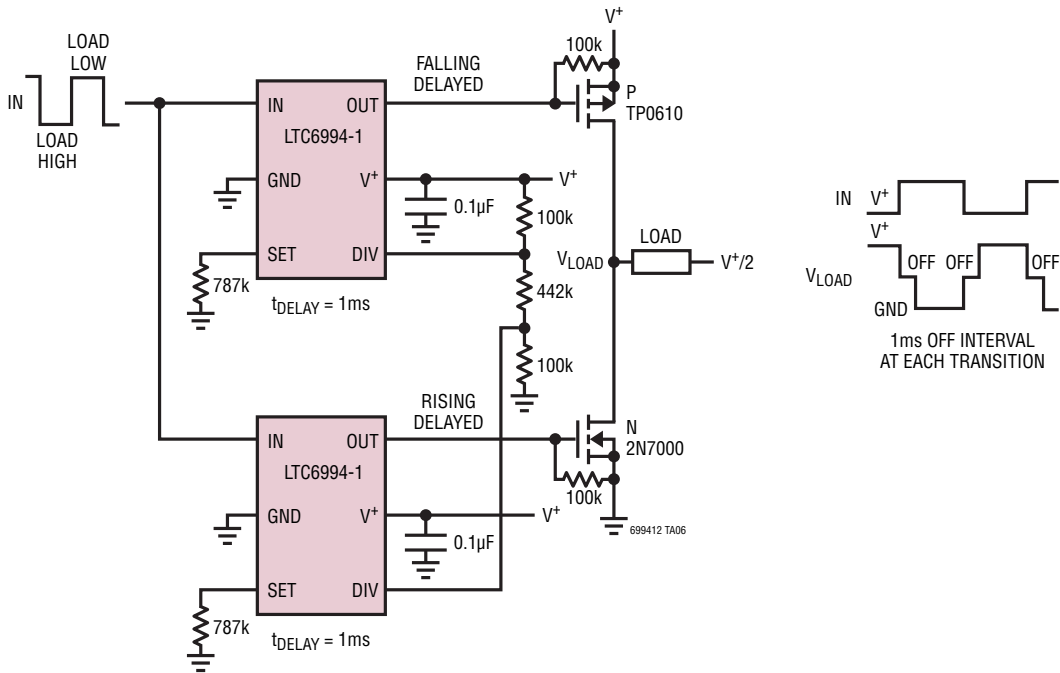 V+
LOAD
LOW
IN
LOAD
HIGH
FALLING
DELAYED
100k
P
TP0610
IN
OUT
LTC6994-1
GND
V+
SET
DIV
V+
0.1µF
100k
787k
tDELAY = 1ms
442k
100k
VLOAD
LOAD
V+/2
IN
V+
V+
VLOAD
OFF
OFF
OFF
GND
1ms OFF INTERVAL
AT EACH TRANSITION
RISING
DELAYED
IN
OUT
LTC6994-1
GND
V+
SET
DIV
V+
0.1µF
N
2N7000
100k
699412 TA06
787k
tDELAY = 1ms